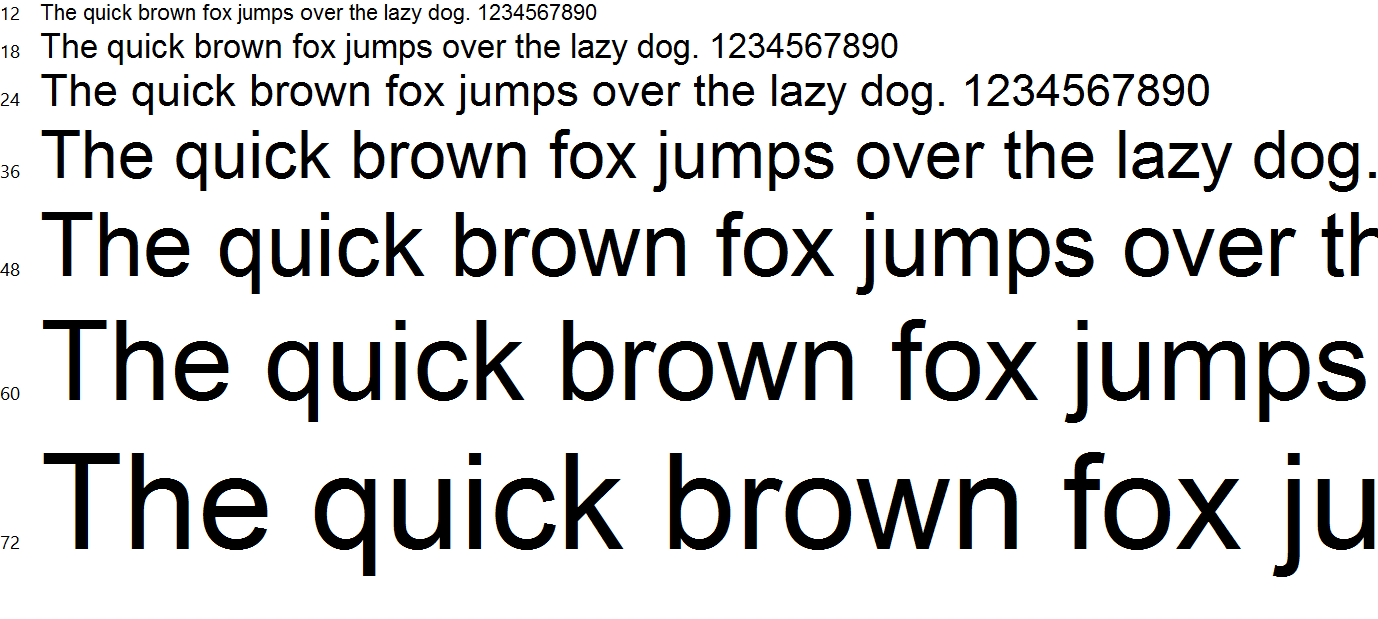 12 The quick brown fox jumps over the lazy dog. 1234567890
18 The quick brown fox jumps over the lazy dog. 1234567890
24 The quick brown fox jumps over the lazy dog. 1234567890
36 The quick brown fox jumps over the lazy dog.
48 The quick brown fox jumps over th
60 The quick brown fox jumps
72 The quick brown fox ju